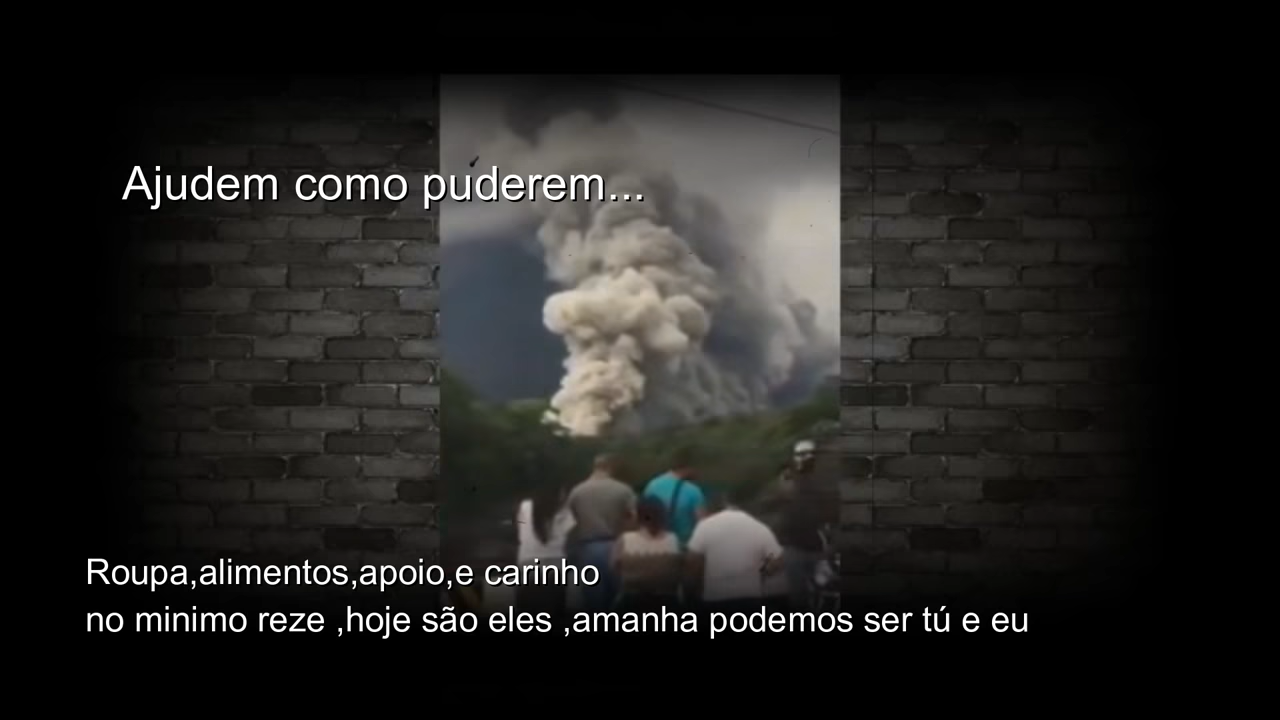 Ajudem como puderem...
Roupa,alimentos,apoio,e carinho
no minimo reze ,hoje são eles ,amanha podemos ser tú e eu